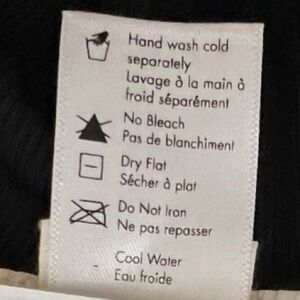 Hand wash cold
separately
Lavage à la main à
froid séparément
No Bleach
Pas de blanchiment
Dry Flat
Sécher à plat
Do Not Iron
Ne pas repasser
Cool Water
Eau froide